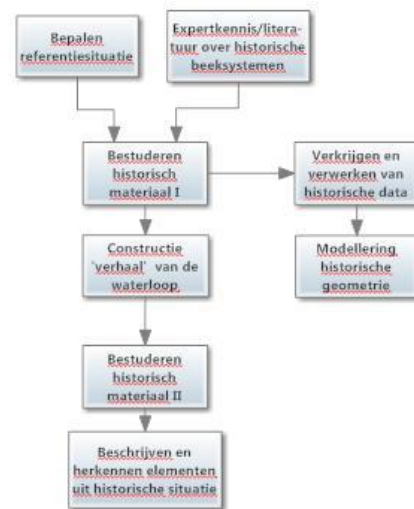 Bepalen
referentiesituatie
Expertkennis/litera-
tuur over historische
beeksystemen
Bestuderen
historisch
materiaal I
Verkrijgen en
verwerken van
historische data
Constructie
‘verhaal’ van de
waterloop
Modellering
historische
geometrie
Bestuderen
historisch
materiaal II
Beschrijven en
herkennen elementen
uit historische situatie